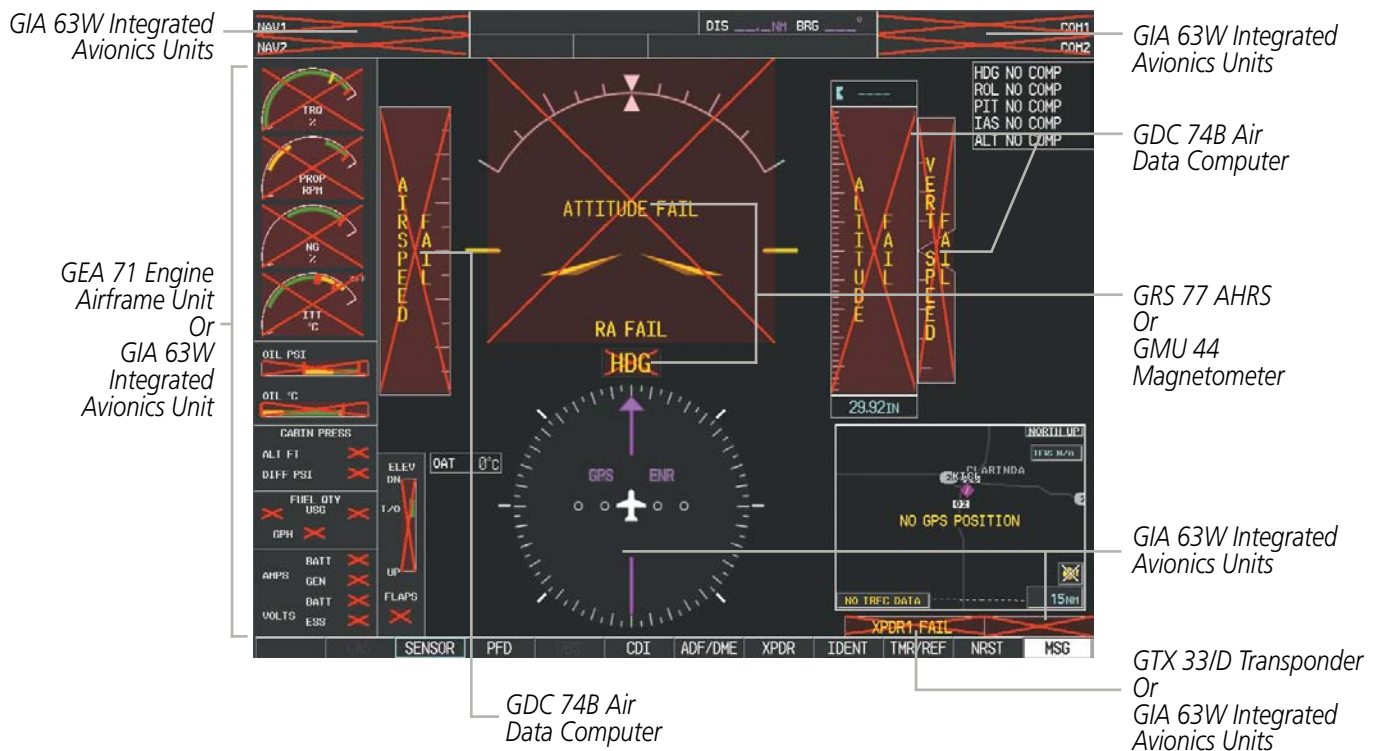 GIA 63W Integrated
Avionics Units
NAV1
NAV2
DIS __._NM BRG ___°
COM1
COM2
GIA 63W Integrated
Avionics Units
HDG NO COMP
ROL NO COMP
PIT NO COMP
IAS NO COMP
ALT NO COMP
GDC 74B Air
Data Computer
TRQ
%
PROP
RPM
NG
%
ITT
°C
GEA 71 Engine
Airframe Unit
Or
GIA 63W
Integrated
Avionics Unit
AIRSPEED
FAIL
ATTITUDE FAIL
RA FAIL
HDG
ALTITUDE
FAIL
VERT SPEED
FAIL
29.92IN
GRS 77 AHRS
Or
GMU 44
Magnetometer
OIL PSI
OIL °C
CABIN PRESS
ALT FT
DIFF PSI
FUEL QTY
USG
GPH
BATT
AMPS
GEN
BATT
VOLTS
ESS
ELEV
DN
T/O
UP
FLAPS
OAT 0°C
GPS ENR
NORTH UP
CLARINDA
NO GPS POSITION
NO TRFC DATA
15NM
GIA 63W Integrated
Avionics Units
XPDR1 FAIL
SENSOR PFD OBS CDI ADF/DME XPDR IDENT TMR/REF NRST MSG
GDC 74B Air
Data Computer
GTX 33/D Transponder
Or
GIA 63W Integrated
Avionics Units